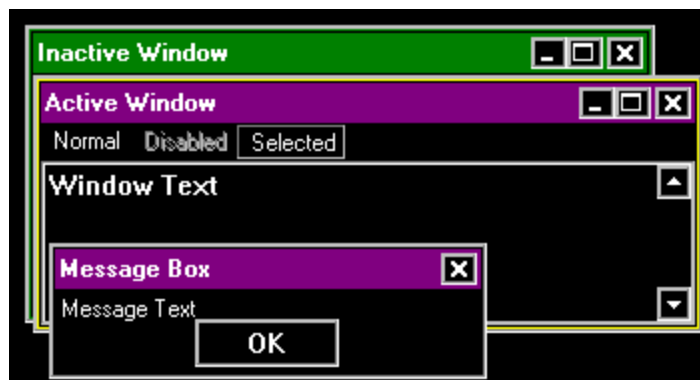 Inactive Window
Active Window
Normal Disabled Selected
Window Text
Message Box
Message Text
OK